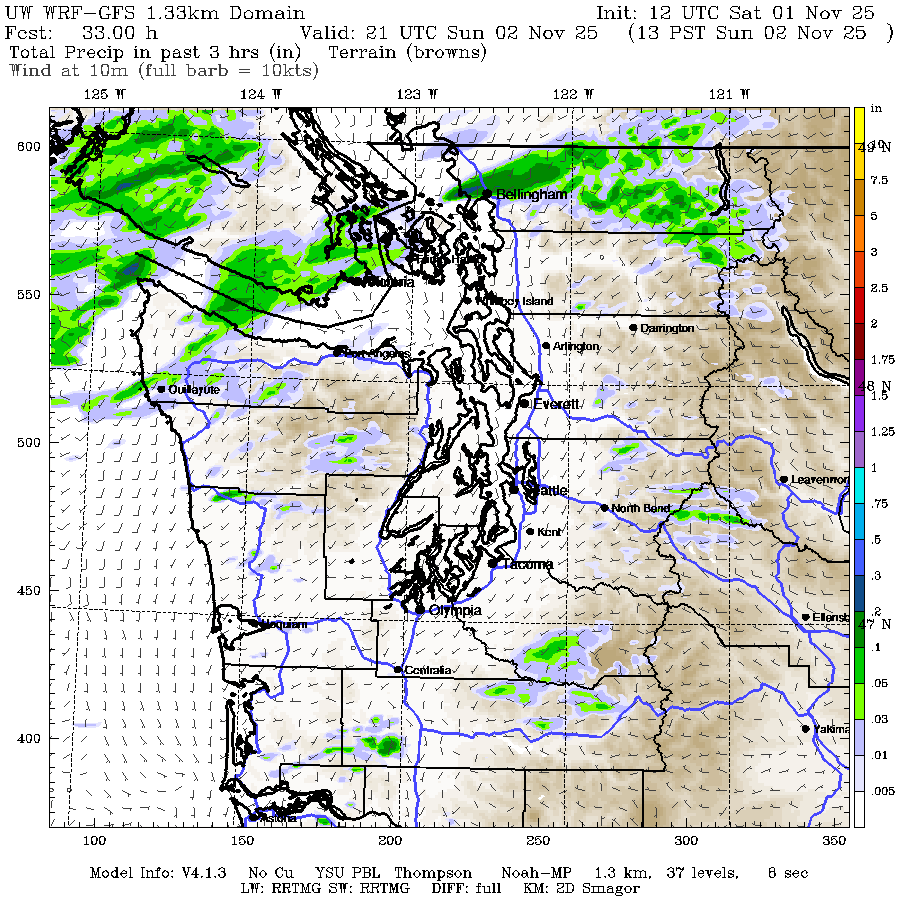 UW WRF-GFS 1.33km Domain Init: 12 UTC Sat 01 Nov 25
Fcst: 33.00 h Valid: 21 UTC Sun 02 Nov 25 (13 PST Sun 02 Nov 25 )
Total Precip in past 3 hrs (in) Terrain (browns)
Wind at 10m (full barb = 10kts)
125 W 124 W 123 W 122 W 121 W
in
600
7.5
Bellingham
5
3
Victoria
550
2.5
Whidbey Island
2
Darrington
Arlington
1.75
Port Angeles
48 N
Quillayute
1.5
Everett
1.25
500
1
Leavenwor
Seattle
.75
North Bend
Kent
.5
Tacoma
.3
450
Olympia
.2
Ellensb
Hoquiam
47 N
.1
Centralia
.05
.03
Yakima
400
.01
.005
Astoria
100 150 200 250 300 350
Model Info: V4.1.3 No Cu YSU PBL Thompson Noah-MP 1.3 km, 37 levels, 8 sec
LW: RRTMG SW: RRTMG DIFF: full KM: 2D Smagor